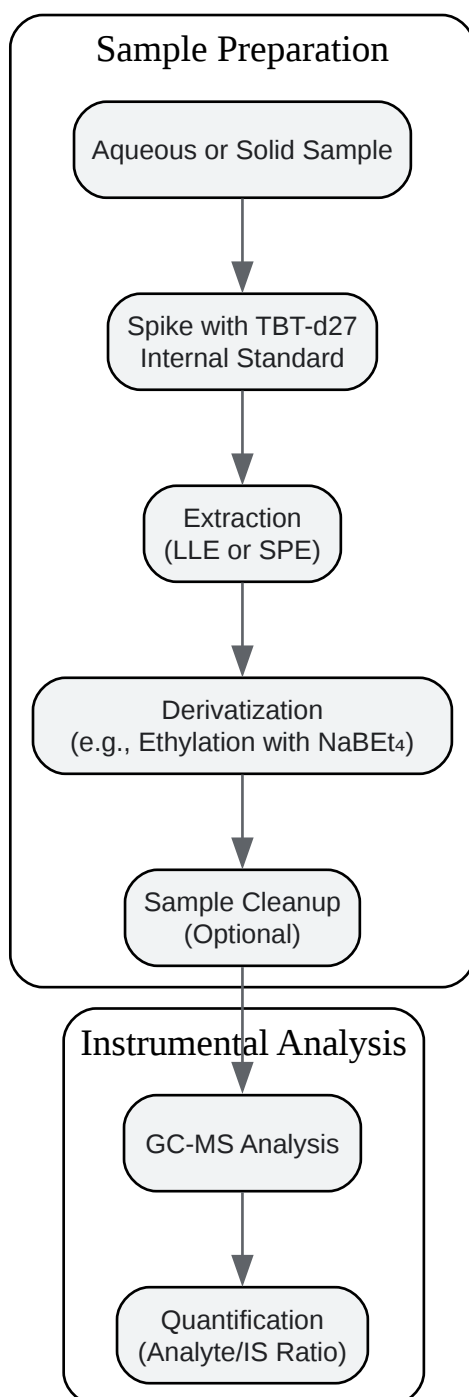 Sample Preparation
Aqueous or Solid Sample
Spike with TBT-d27
Internal Standard
Extraction
(LLE or SPE)
Derivatization
(e.g., Ethylation with NaBEt₄)
Sample Cleanup
(Optional)
Instrumental Analysis
GC-MS Analysis
Quantification
(Analyte/IS Ratio)